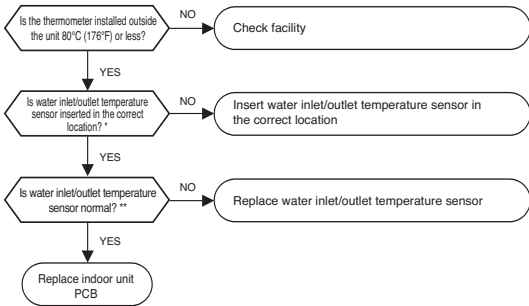 Is the thermometer installed outside
the unit 80°C (176°F) or less?
NO
Check facility
YES
Is water inlet/outlet temperature
sensor inserted in the correct
location? *
NO
Insert water inlet/outlet temperature sensor in
the correct location
YES
Is water inlet/outlet temperature
sensor normal? **
NO
Replace water inlet/outlet temperature sensor
YES
Replace indoor unit
PCB